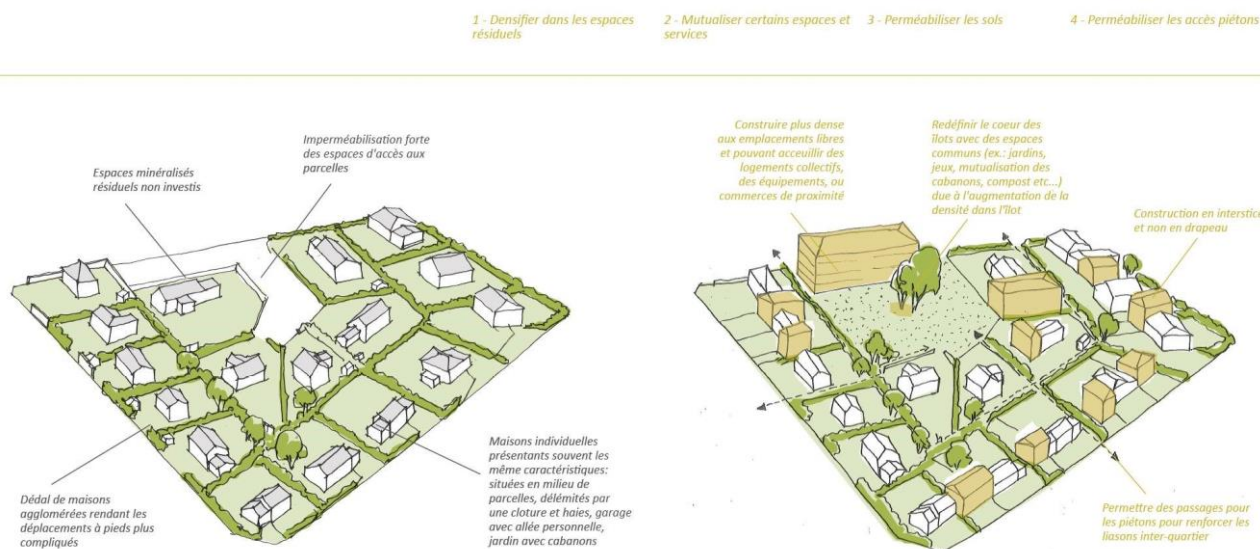 1 - Densifier dans les espaces
résiduels
2 - Mutualiser certains espaces et
services
3 - Perméabiliser les sols
4 - Perméabiliser les accès piétons
Espaces minéralisés
résiduels non investis
Imperméabilisation forte
des espaces d'accès aux
parcelles
Dédal de maisons
agglomérées rendant les
déplacements à pieds plus
compliqués
Maisons individuelles
présentants souvent les
même caractéristiques:
situées en milieu de
parcelles, délémités par
une cloture et haies, garage
avec allée personnelle,
jardin avec cabanons
Construire plus dense
aux emplacements libres
et pouvant acceuillir des
logements collectifs,
des équipements, ou
commerces de proximité
Redéfinir le coeur des
îlots avec des espaces
communs (ex.: jardins,
jeux, mutualisation des
cabanons, compost etc...)
due à l'augmentation de la
densité dans l'îlot
Construction en interstice
et non en drapeau
Permettre des passages pour
les piétons pour renforcer les
liasons inter-quartier